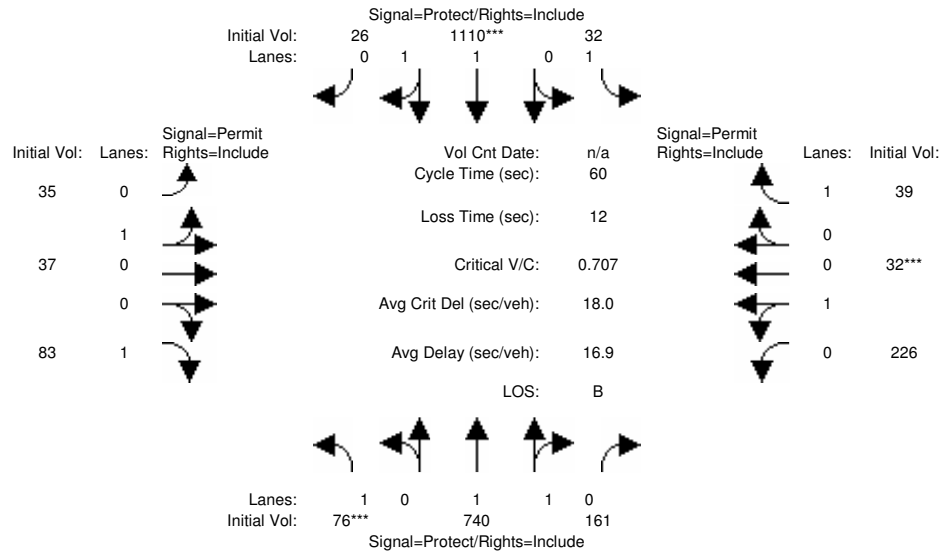 Signal=Protect/Rights=Include
Initial Vol: 26 1110*** 32
Lanes: 0 1 1 0 1
Signal=Permit
Initial Vol: Lanes: Rights=Include
Vol Cnt Date: n/a
Signal=Permit
Rights=Include Lanes: Initial Vol:
Cycle Time (sec): 60
35 0
1 39
Loss Time (sec): 12
1
0
37 0
Critical V/C: 0.707
0 32***
0
Avg Crit Del (sec/veh): 18.0
1
83 1
Avg Delay (sec/veh): 16.9
0 226
LOS: B
Lanes: 1 0 1 1 0
Initial Vol: 76*** 740 161
Signal=Protect/Rights=Include